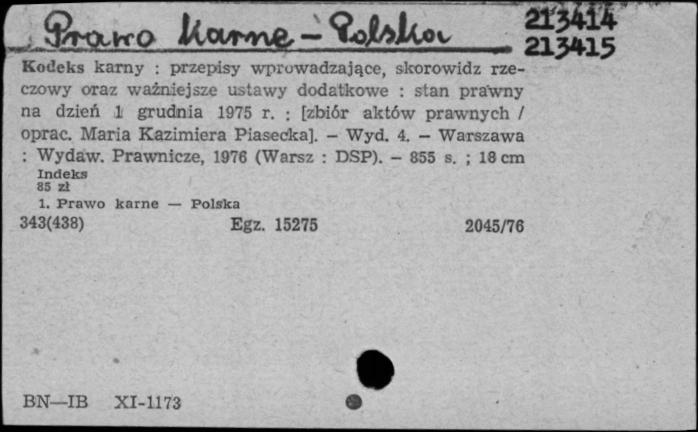 Prawo karne - Polska
213414
213415
Kodeks karny : przepisy wprowadzające, skorowidz rze-
czowy oraz ważniejsze ustawy dodatkowe : stan prawny
na dzień 1 grudnia 1975 r. : [zbiór aktów prawnych /
oprac. Maria Kazimiera Piasecka]. — Wyd. 4. — Warszawa
: Wydaw. Prawnicze, 1976 (Warsz : DSP). — 855 s. ; 18 cm
Indeks
85 zł
1. Prawo karne — Polska
343(438) Egz. 15275 2045/76
BN—IB XI-1173